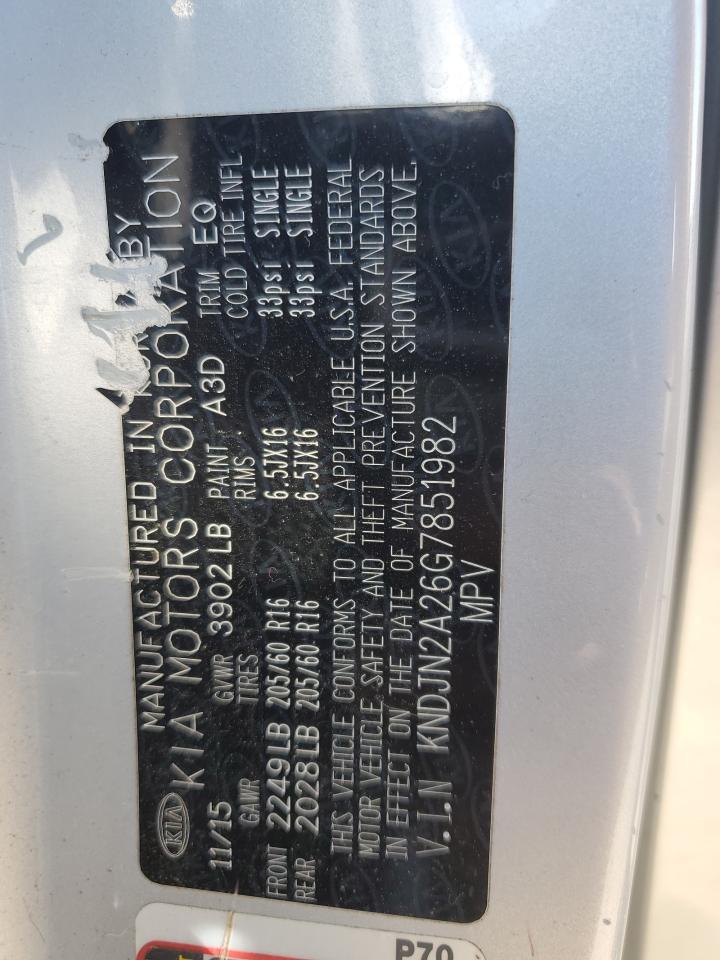 MANUFACTURED IN BY
KIA KIA MOTORS CORPORATION
11/15 GVWR 3902 LB PAINT A3D TRIM EQ
GAWR TIRES RIMS COLD TIRE INFL
FRONT 2249LB 205/60 R16 6.5JX16 33psi SINGLE
REAR 2028LB 205/60 R16 6.5JX16 33psi SINGLE
THIS VEHICLE CONFORMS TO ALL APPLICABLE U.S.A. FEDERAL
MOTOR VEHICLE SAFETY AND THEFT PREVENTION STANDARDS
IN EFFECT ON THE DATE OF MANUFACTURE SHOWN ABOVE.
V.I.N KNDJN2A26G7851982
MPV
P70